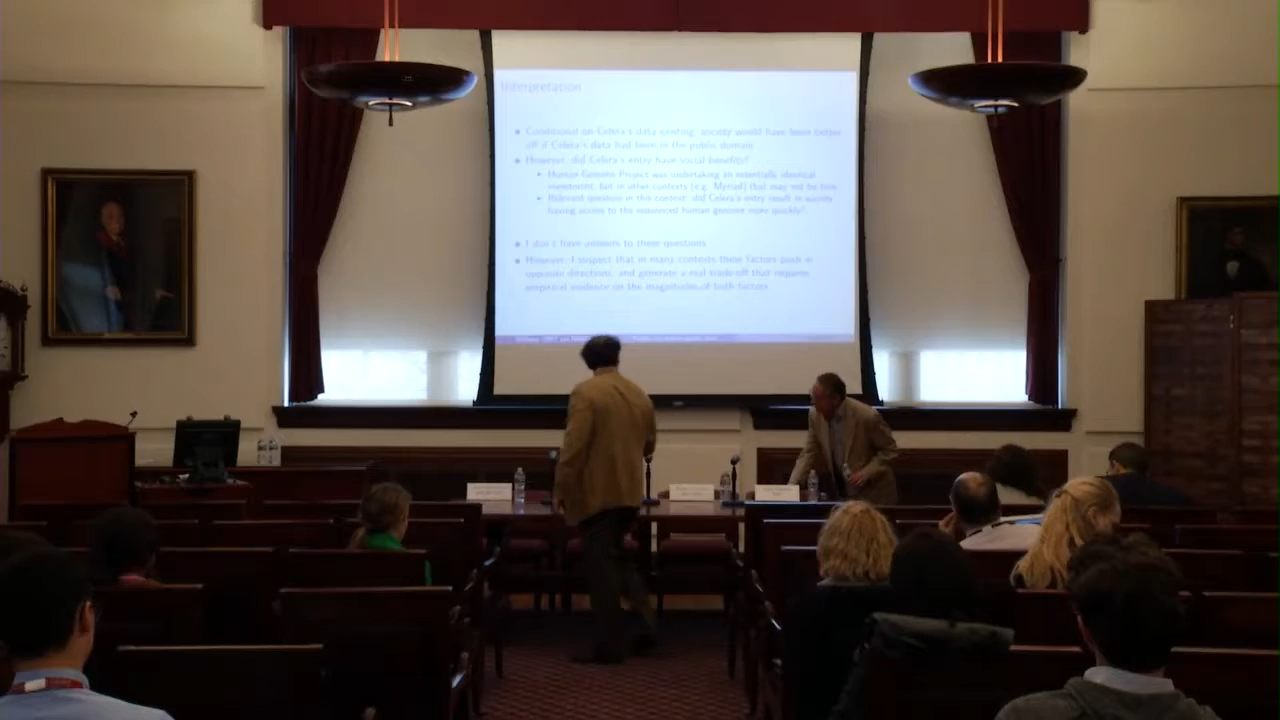 Interpretation
Conditional on Celera's data existing, society would have been better
off if Celera's data had been in the public domain
However: did Celera's entry have social benefits?
Human Genome Project was undertaking an essentially identical
investment, but in other contexts (e.g. Myriad) that may not be true
Relevant question in this context: did Celera's entry result in society
having access to the sequenced human genome more quickly?
I don't have answers to these questions
However, I suspect that in many contexts these factors push in
opposite directions, and generate a real trade-off that requires
empirical evidence on the magnitudes of both factors